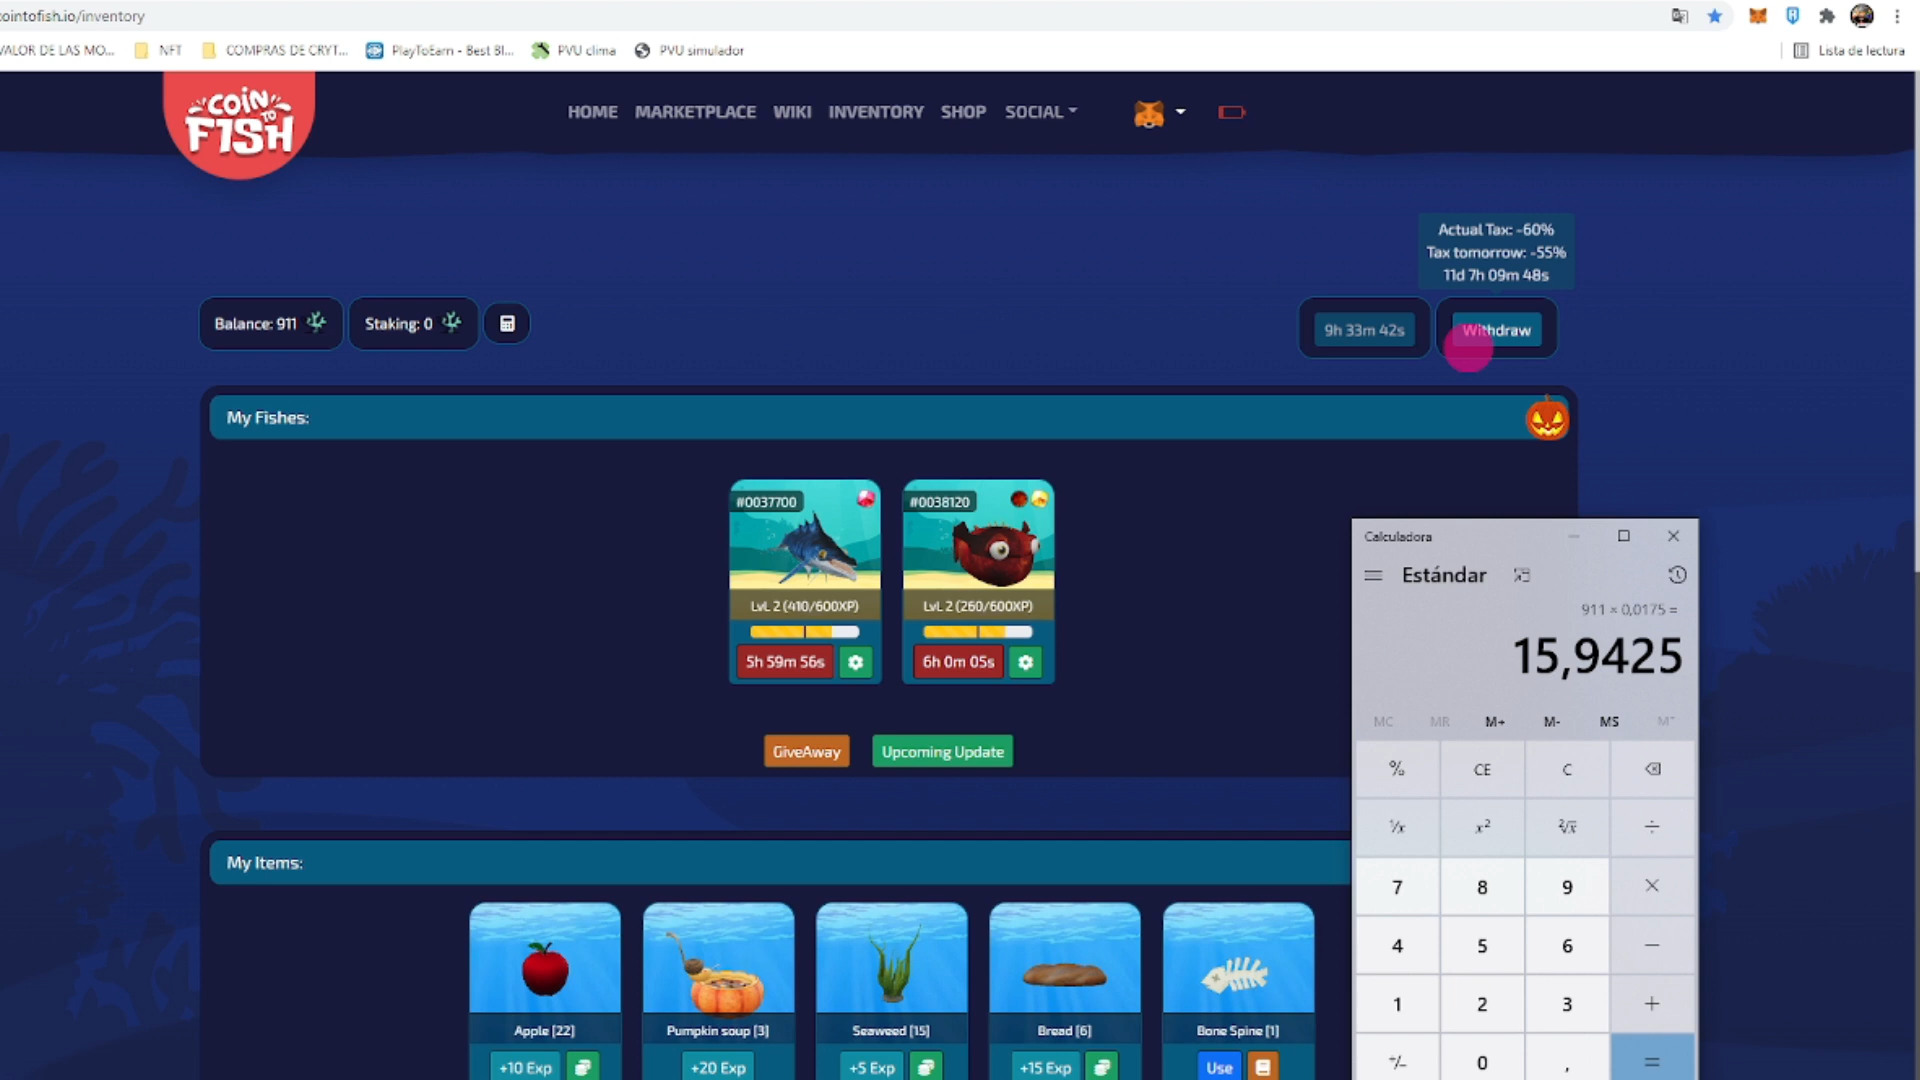 cointofish.io/inventory
VALOR DE LAS MO...
NFT
COMPRAS DE CRYT...
PlayToEarn - Best Bl...
PVU clima
PVU simulador
Lista de lectura
COIN TO FISH
HOME
MARKETPLACE
WIKI
INVENTORY
SHOP
SOCIAL
Actual Tax: -60%
Tax tomorrow: -55%
11d 7h 09m 48s
Balance: 911
Staking: 0
9h 33m 42s
Withdraw
My Fishes:
#0037700
#0038120
LvL 2 (410/600XP)
LvL 2 (260/600XP)
5h 59m 56s
6h 0m 05s
GiveAway
Upcoming Update
My Items:
Apple [22]
Pumpkin soup [3]
Seaweed [15]
Bread [6]
Bone Spine [1]
+10 Exp
+20 Exp
+5 Exp
+15 Exp
Use
Calculadora
Estándar
911 × 0,0175 =
15,9425
MC
MR
M+
M-
MS
M˅
%
CE
C
⌫
¹/x
x²
²√x
÷
7
8
9
×
4
5
6
−
1
2
3
+
+/−
0
,
=